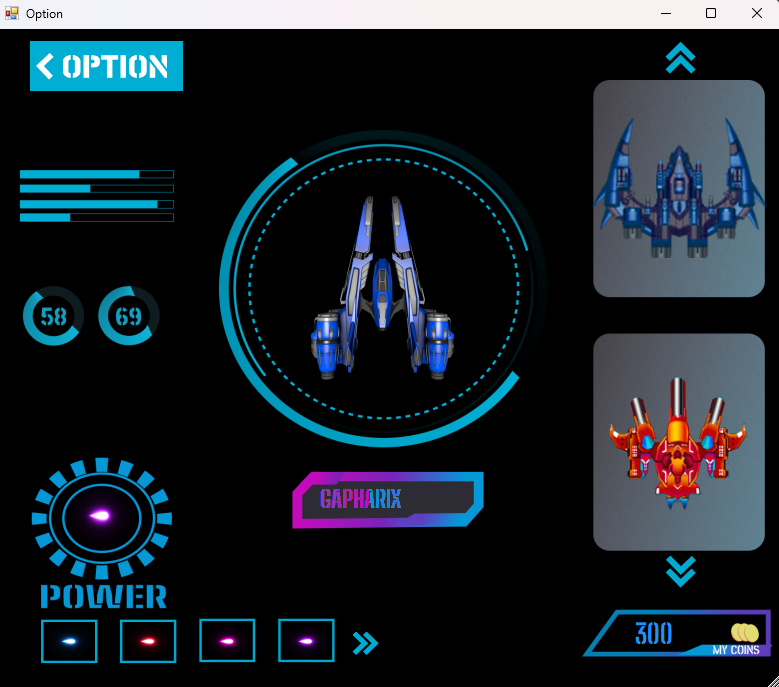 Option
OPTION
58 69
GAPHARIX
POWER
300
MY COINS